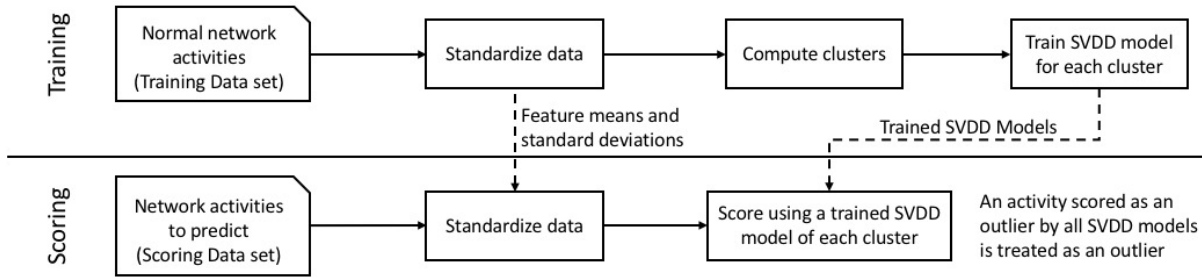 Training
Normal network
activities
(Training Data set)
Standardize data
Compute clusters
Train SVDD model
for each cluster
Feature means and
standard deviations
Trained SVDD Models
Scoring
Network activities
to predict
(Scoring Data set)
Standardize data
Score using a trained SVDD
model of each cluster
An activity scored as an
outlier by all SVDD models
is treated as an outlier